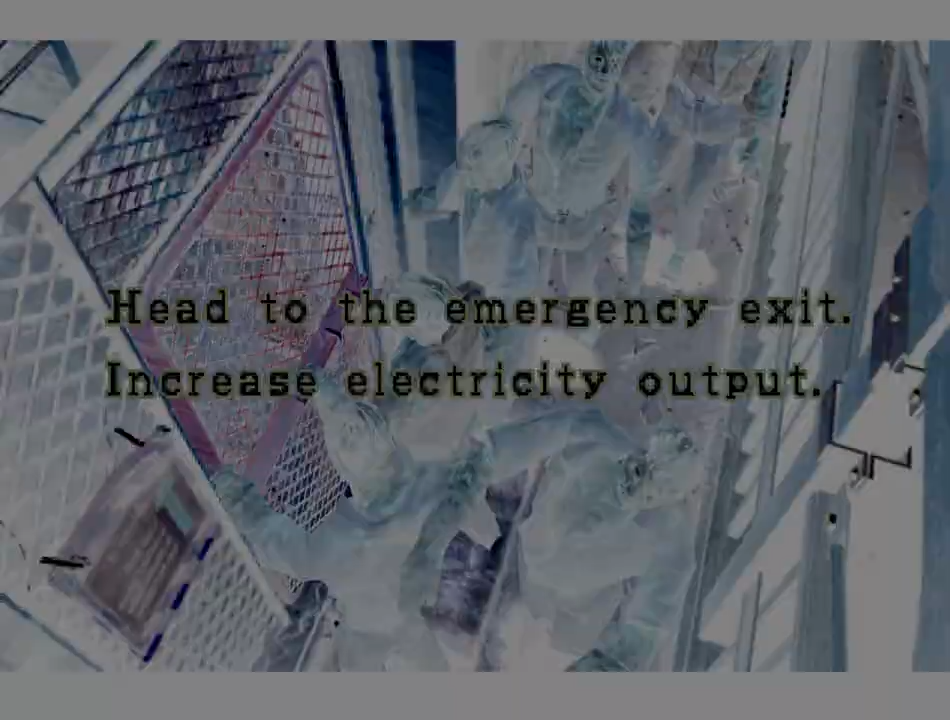 Head to the emergency exit.
Increase electricity output.